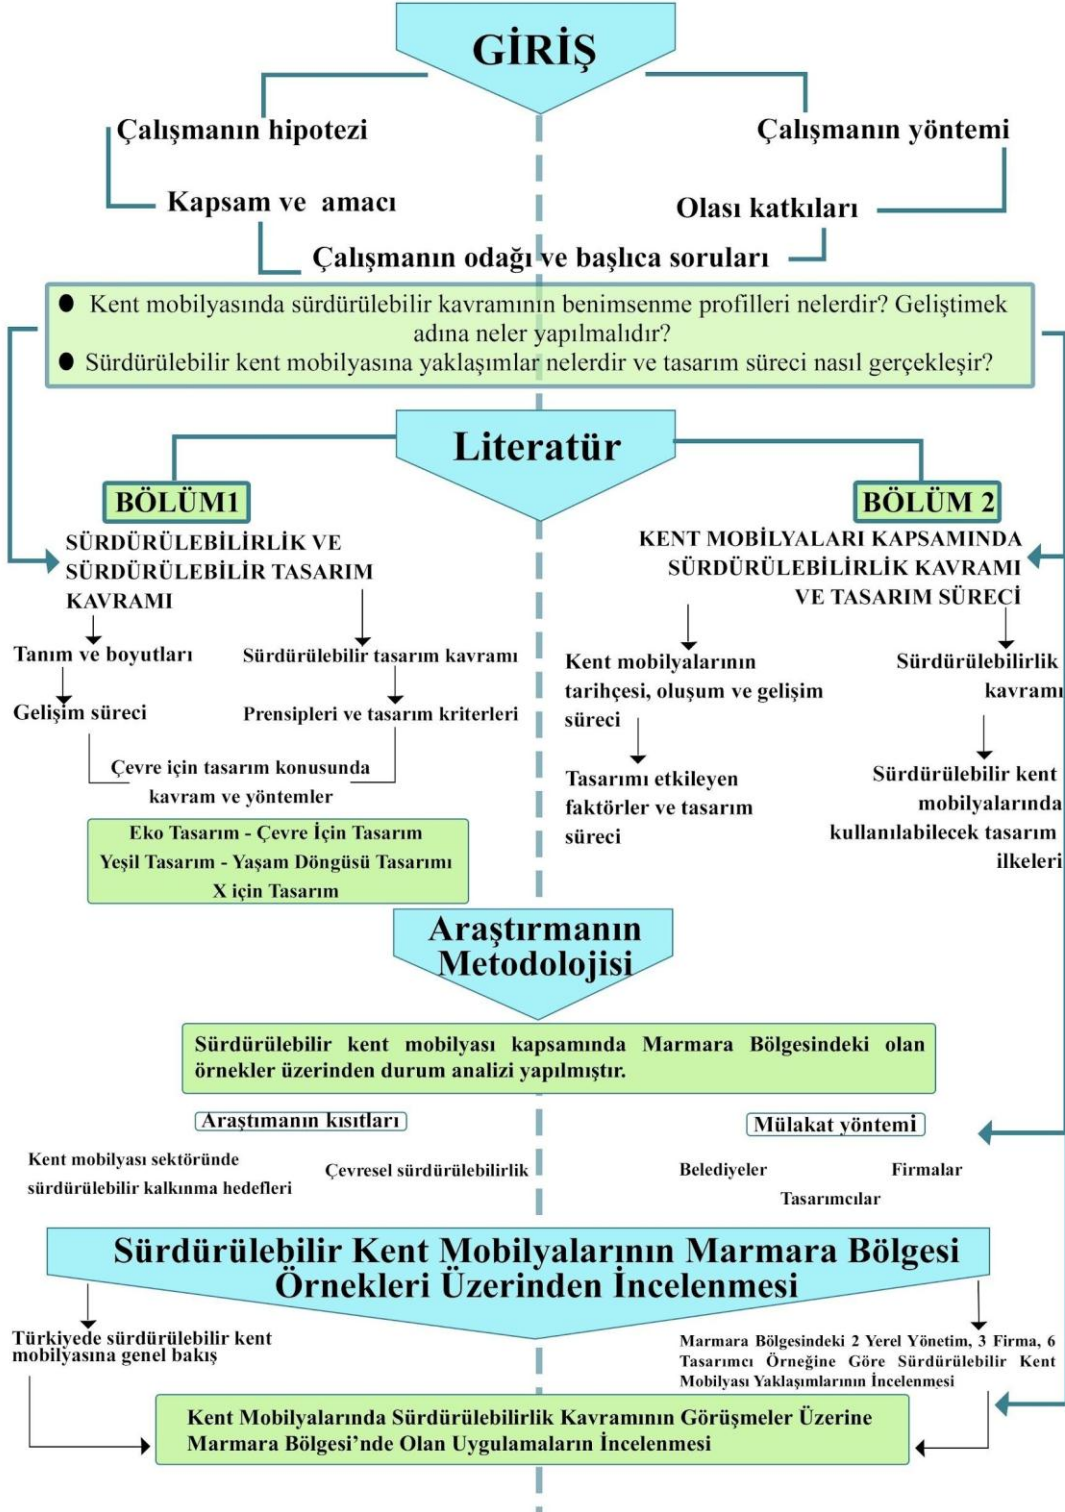 GİRİŞ
Çalışmanın hipotezi
Çalışmanın yöntemi
Kapsam ve amacı
Olası katkıları
Çalışmanın odağı ve başlıca soruları
● Kent mobilyasında sürdürülebilir kavramının benimsenme profilleri nelerdir? Geliştimek
adına neler yapılmalıdır?
● Sürdürülebilir kent mobilyasına yaklaşımlar nelerdir ve tasarım süreci nasıl gerçekleşir?
Literatür
BÖLÜM1
SÜRDÜRÜLEBİLİRLİK VE
SÜRDÜRÜLEBİLİR TASARIM
KAVRAMI
Tanım ve boyutları
Gelişim süreci
Sürdürülebilir tasarım kavramı
Prensipleri ve tasarım kriterleri
Çevre için tasarım konusunda
kavram ve yöntemler
Eko Tasarım - Çevre İçin Tasarım
Yeşil Tasarım - Yaşam Döngüsü Tasarımı
X için Tasarım
BÖLÜM 2
KENT MOBİLYALARI KAPSAMINDA
SÜRDÜRÜLEBİLİRLİK KAVRAMI
VE TASARIM SÜRECİ
Kent mobilyalarının
tarihçesi, oluşum ve gelişim
süreci
Tasarımı etkileyen
faktörler ve tasarım
süreci
Sürdürülebilirlik
kavramı
Sürdürülebilir kent
mobilyalarında
kullanılabilecek tasarım
ilkeleri
Araştırmanın
Metodolojisi
Sürdürülebilir kent mobilyası kapsamında Marmara Bölgesindeki olan
örnekler üzerinden durum analizi yapılmıştır.
Araştımanın kısıtları
Kent mobilyası sektöründe
sürdürülebilir kalkınma hedefleri
Çevresel sürdürülebilirlik
Mülakat yöntemi
Belediyeler
Firmalar
Tasarımcılar
Sürdürülebilir Kent Mobilyalarının Marmara Bölgesi
Örnekleri Üzerinden İncelenmesi
Türkiyede sürdürülebilir kent
mobilyasına genel bakış
Marmara Bölgesindeki 2 Yerel Yönetim, 3 Firma, 6
Tasarımcı Örneğine Göre Sürdürülebilir Kent
Mobilyası Yaklaşımlarının İncelenmesi
Kent Mobilyalarında Sürdürülebilirlik Kavramının Görüşmeler Üzerine
Marmara Bölgesi’nde Olan Uygulamaların İncelenmesi